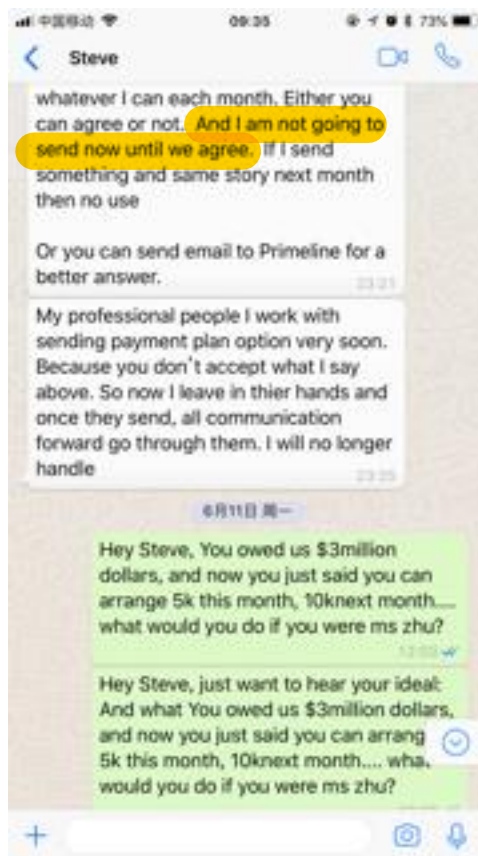 中国移动 09:35 73%
Steve
whatever I can each month. Either you
can agree or not. And I am not going to
send now until we agree. If I send
something and same story next month
then no use
Or you can send email to Primeline for a
better answer.
23:21
My professional people I work with
sending payment plan option very soon.
Because you don't accept what I say
above. So now I leave in thier hands and
once they send, all communication
forward go through them. I will no longer
handle
23:25
6月11日 周一
Hey Steve, You owed us $3million
dollars, and now you just said you can
arrange 5k this month, 10knext month....
what would you do if you were ms zhu?
Hey Steve, just want to hear your ideal:
And what You owed us $3million dollars,
and now you just said you can arrang
5k this month, 10knext month.... wha
would you do if you were ms zhu?